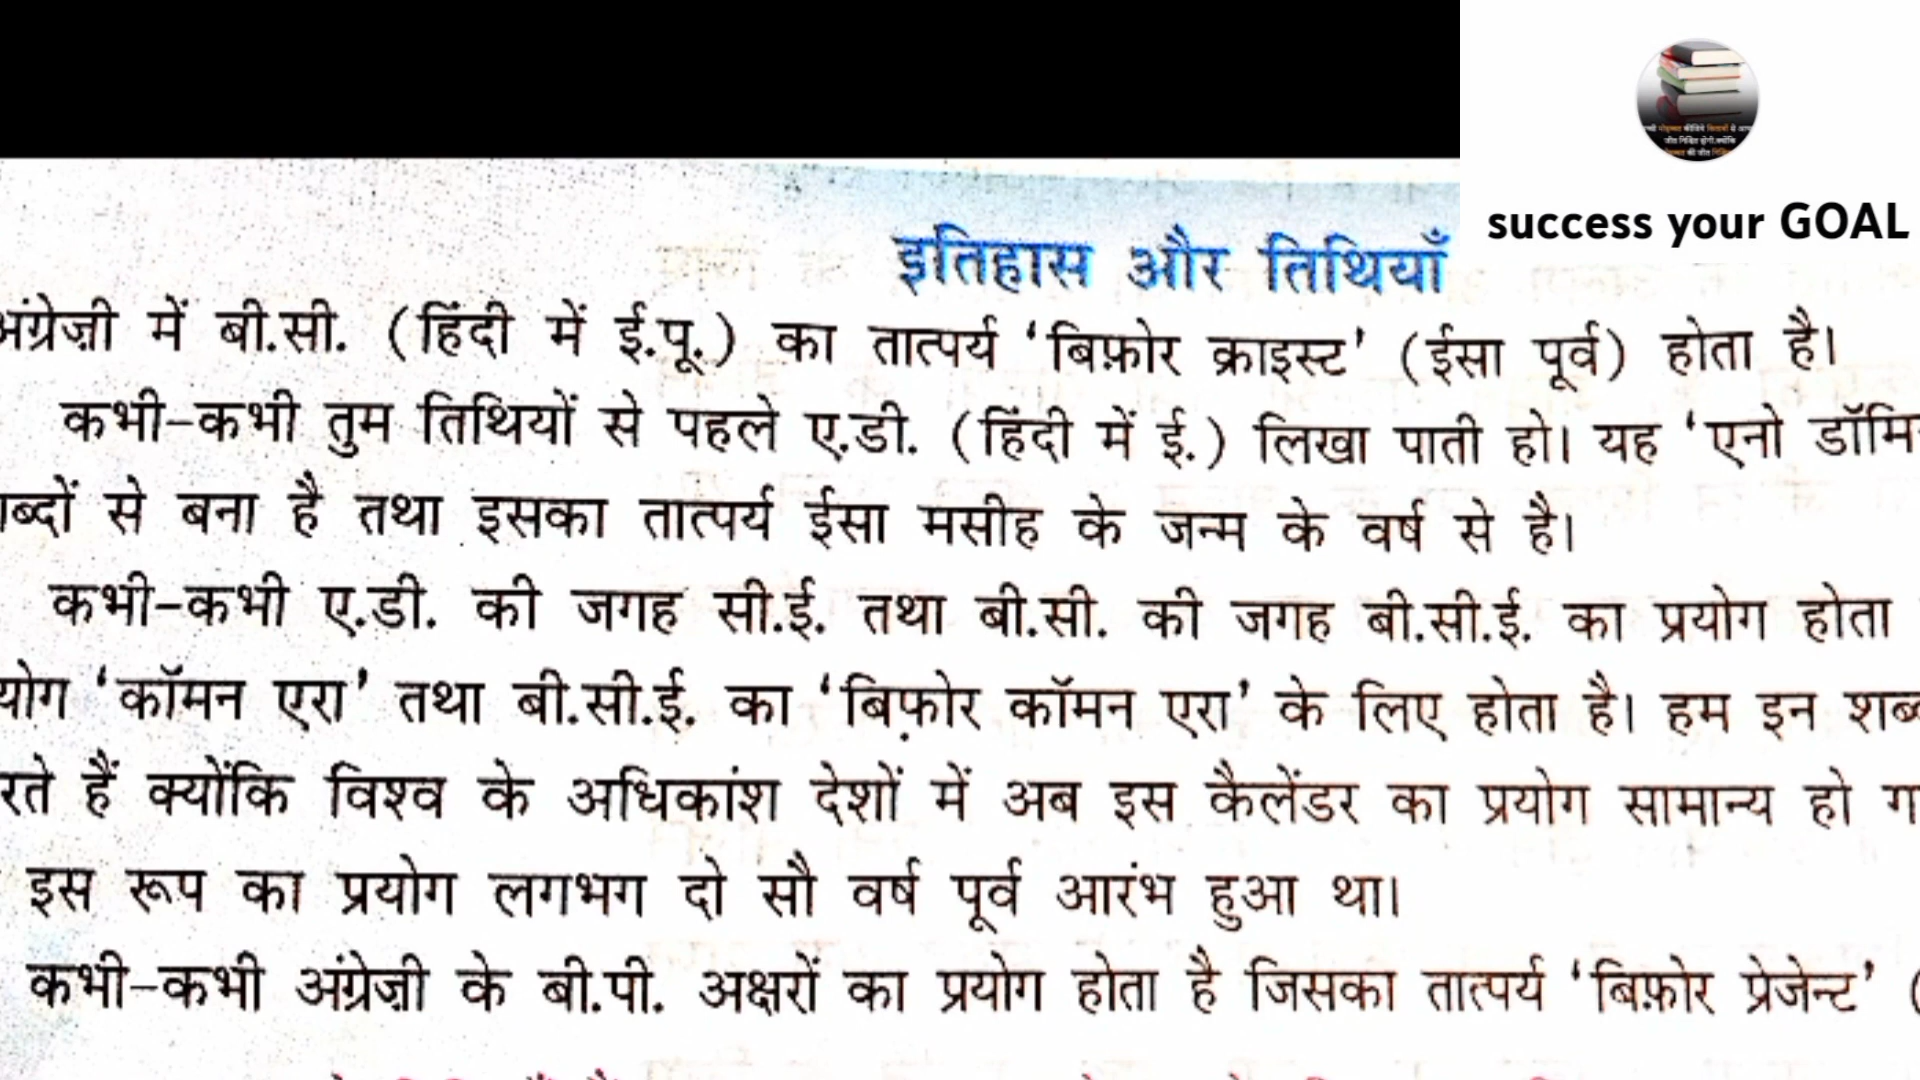 success your GOAL
इतिहास और तिथियाँ
अंग्रेज़ी में बी.सी. (हिंदी में ई.पू.) का तात्पर्य ‘बिफ़ोर क्राइस्ट’ (ईसा पूर्व) होता है।
कभी-कभी तुम तिथियों से पहले ए.डी. (हिंदी में ई.) लिखा पाती हो। यह ‘एनो
से बना है तथा इसका तात्पर्य ईसा मसीह के जन्म के वर्ष से है।
कभी-कभी ए.डी. की जगह सी.ई. तथा बी.सी. की जगह बी.सी.ई. का प्रयोग होता
‘कॉमन एरा’ तथा बी.सी.ई. का ‘बिफ़ोर कॉमन एरा’ के लिए होता है। हम इन
हैं क्योंकि विश्व के अधिकांश देशों में अब इस कैलेंडर का प्रयोग सामान्य हो
इस रूप का प्रयोग लगभग दो सौ वर्ष पूर्व आरंभ हुआ था।
कभी-कभी अंग्रेज़ी के बी.पी. अक्षरों का प्रयोग होता है जिसका तात्पर्य ‘बिफ़ोर प्रेजेन्ट’ (